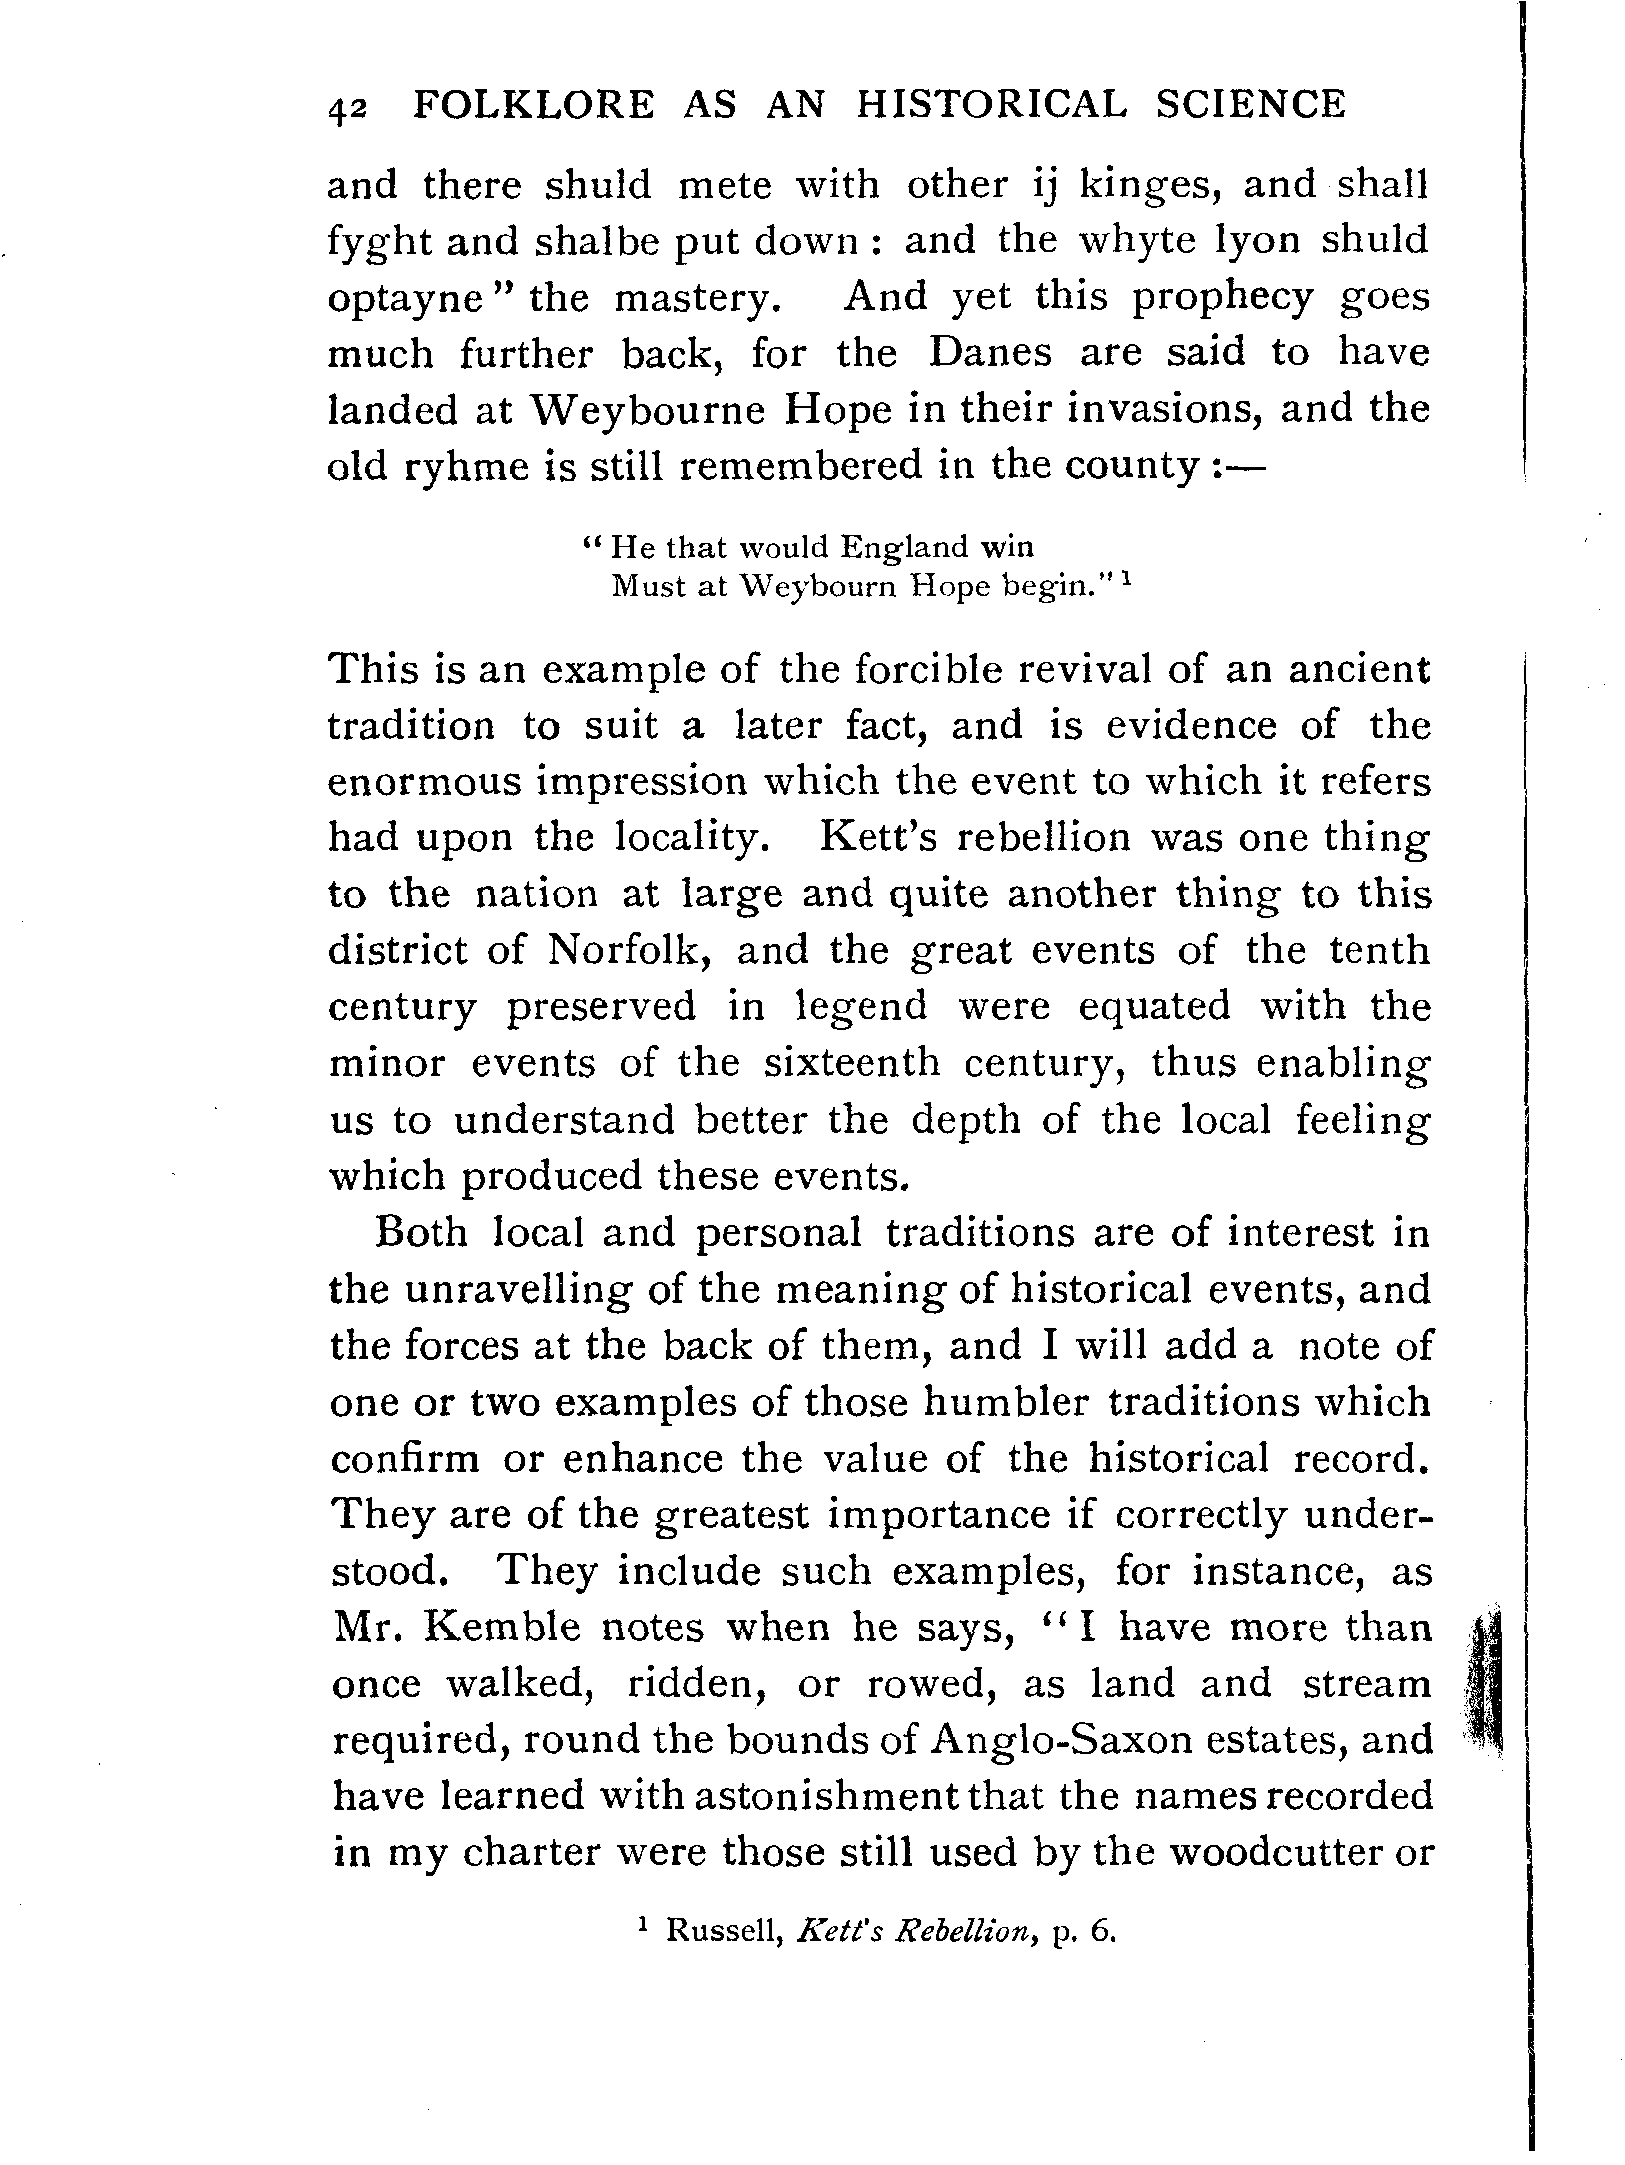 42 FOLKLORE AS AN HISTORICAL SCIENCE
and there shuld mete with other ij kinges, and shall
fyght and shalbe put down : and the whyte lyon shuld
optayne" the mastery. And yet this prophecy goes
much further back, for the Danes are said to have
landed at Weybourne Hope in their invasions, and the
old ryhme is still remembered in the county :—
"He that would England win
Must at Weybourn Hope begin."¹
This is an example of the forcible revival of an ancient
tradition to suit a later fact, and is evidence of the
enormous impression which the event to which it refers
had upon the locality. Kett's rebellion was one thing
to the nation at large and quite another thing to this
district of Norfolk, and the great events of the tenth
century preserved in legend were equated with the
minor events of the sixteenth century, thus enabling
us to understand better the depth of the local feeling
which produced these events.
Both local and personal traditions are of interest in
the unravelling of the meaning of historical events, and
the forces at the back of them, and I will add a note of
one or two examples of those humbler traditions which
confirm or enhance the value of the historical record.
They are of the greatest importance if correctly under-
stood. They include such examples, for instance, as
Mr. Kemble notes when he says, "I have more than
once walked, ridden, or rowed, as land and stream
required, round the bounds of Anglo-Saxon estates, and
have learned with astonishment that the names recorded
in my charter were those still used by the woodcutter or
¹ Russell, Kett's Rebellion, p. 6.